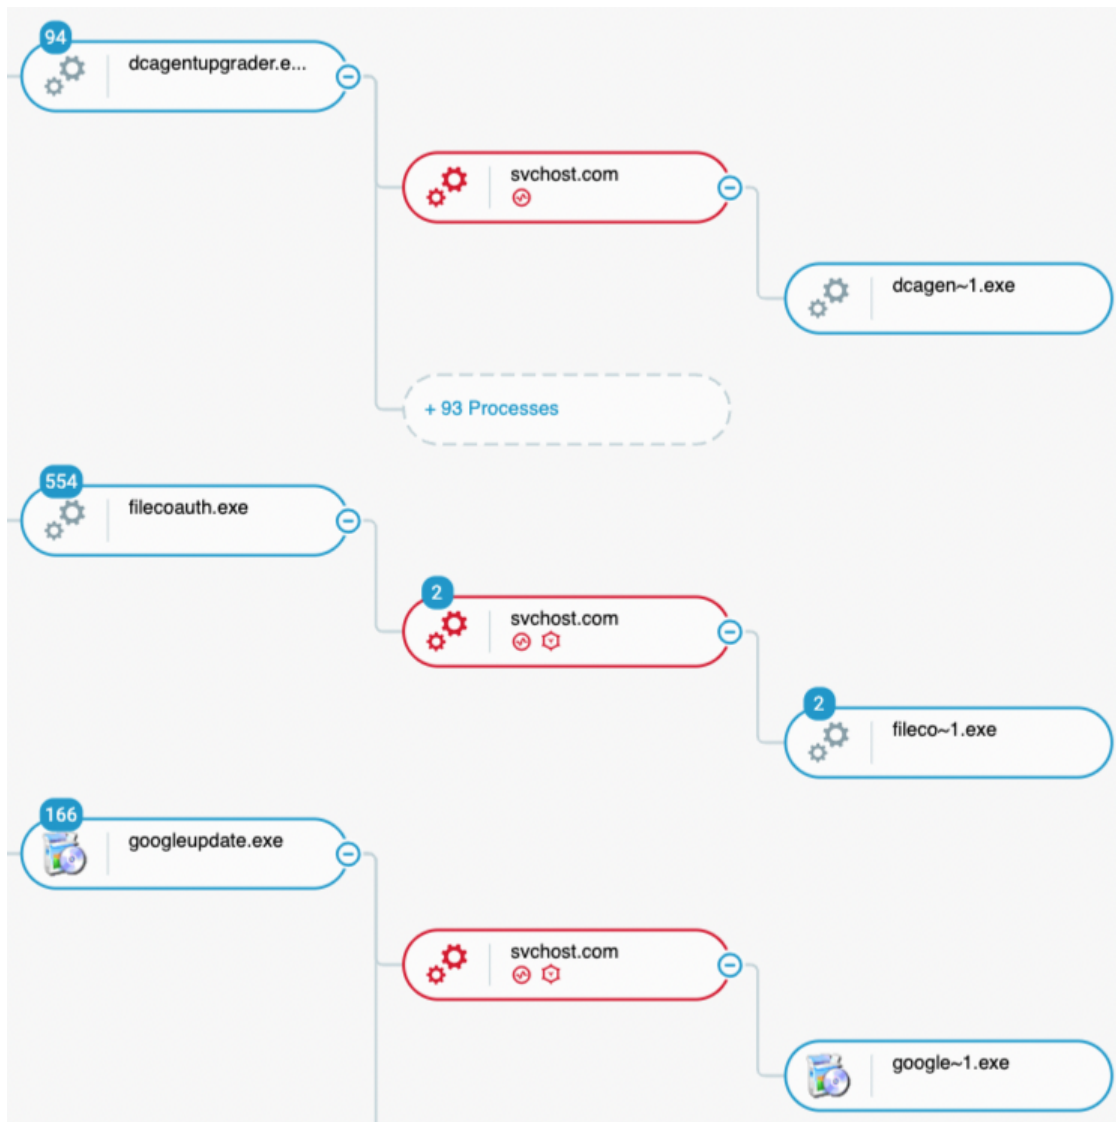 94
dcagentupgrader.e...
svchost.com
dcagen~1.exe
+ 93 Processes
554
filecoauth.exe
2
svchost.com
2
fileco~1.exe
166
googleupdate.exe
svchost.com
google~1.exe